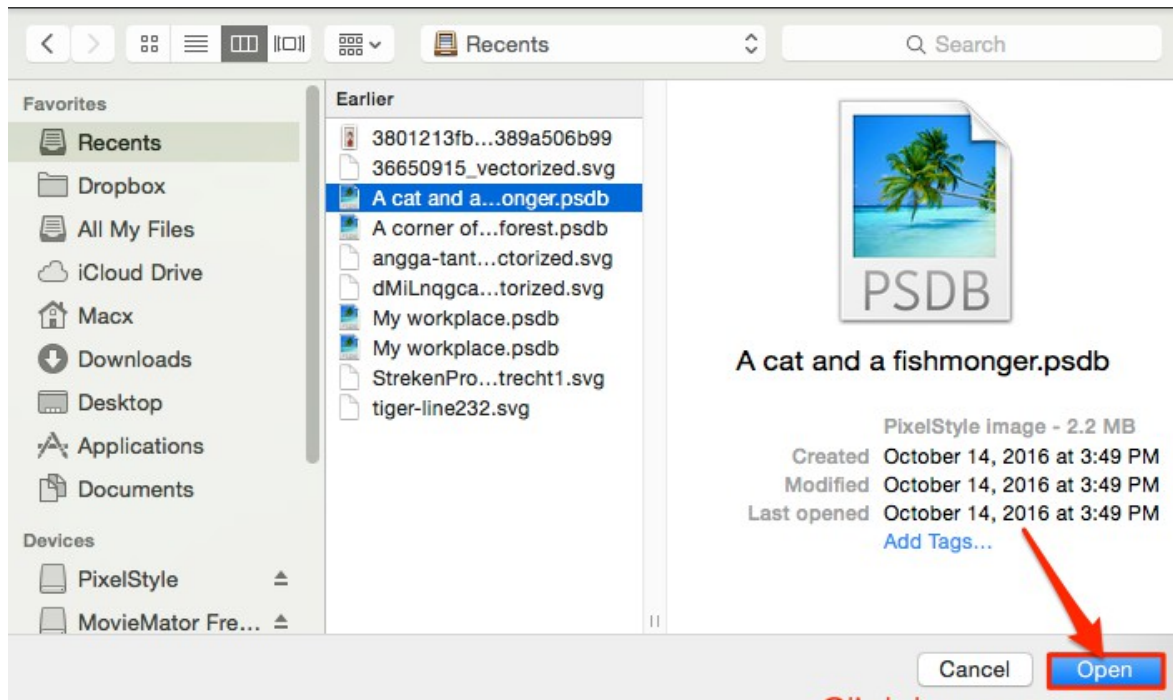 Recents
Search
Favorites
Recents
Dropbox
All My Files
iCloud Drive
Macx
Downloads
Desktop
Applications
Documents
Devices
PixelStyle
MovieMator Fre...
Earlier
3801213fb...389a506b99
36650915_vectorized.svg
A cat and a...onger.psdb
A corner of...forest.psdb
angga-tant...ctorized.svg
dMiLnqgca...torized.svg
My workplace.psdb
My workplace.psdb
StrekenPro...trecht1.svg
tiger-line232.svg
PSDB
A cat and a fishmonger.psdb
PixelStyle image - 2.2 MB
Created October 14, 2016 at 3:49 PM
Modified October 14, 2016 at 3:49 PM
Last opened October 14, 2016 at 3:49 PM
Add Tags...
Cancel
Open